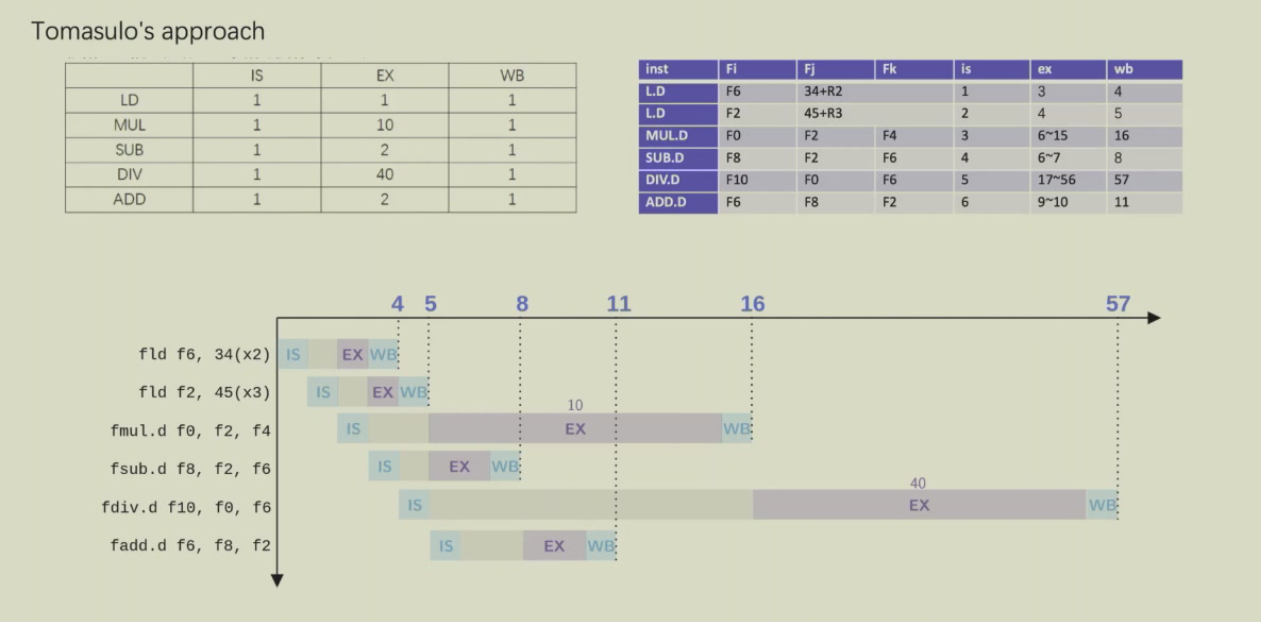 Tomasulo's approach
IS EX WB
LD 1 1 1
MUL 1 10 1
SUB 1 2 1
DIV 1 40 1
ADD 1 2 1
inst Fi Fj Fk is ex wb
L.D F6 34+R2 1 3 4
L.D F2 45+R3 2 4 5
MUL.D F0 F2 F4 3 6~15 16
SUB.D F8 F2 F6 4 6~7 8
DIV.D F10 F0 F6 5 17~56 57
ADD.D F6 F8 F2 6 9~10 11
4 5 8 11 16 57
fld f6, 34(x2) IS EX WB
fld f2, 45(x3) IS EX WB
10
fmul.d f0, f2, f4 IS EX WB
fsub.d f8, f2, f6 IS EX WB
40
fdiv.d f10, f0, f6 IS EX WB
fadd.d f6, f8, f2 IS EX WB